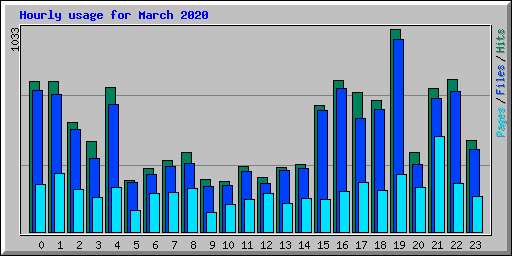 Hourly usage for March 2020
1033
Pages/Files/Hits
0 1 2 3 4 5 6 7 8 9 10 11 12 13 14 15 16 17 18 19 20 21 22 23